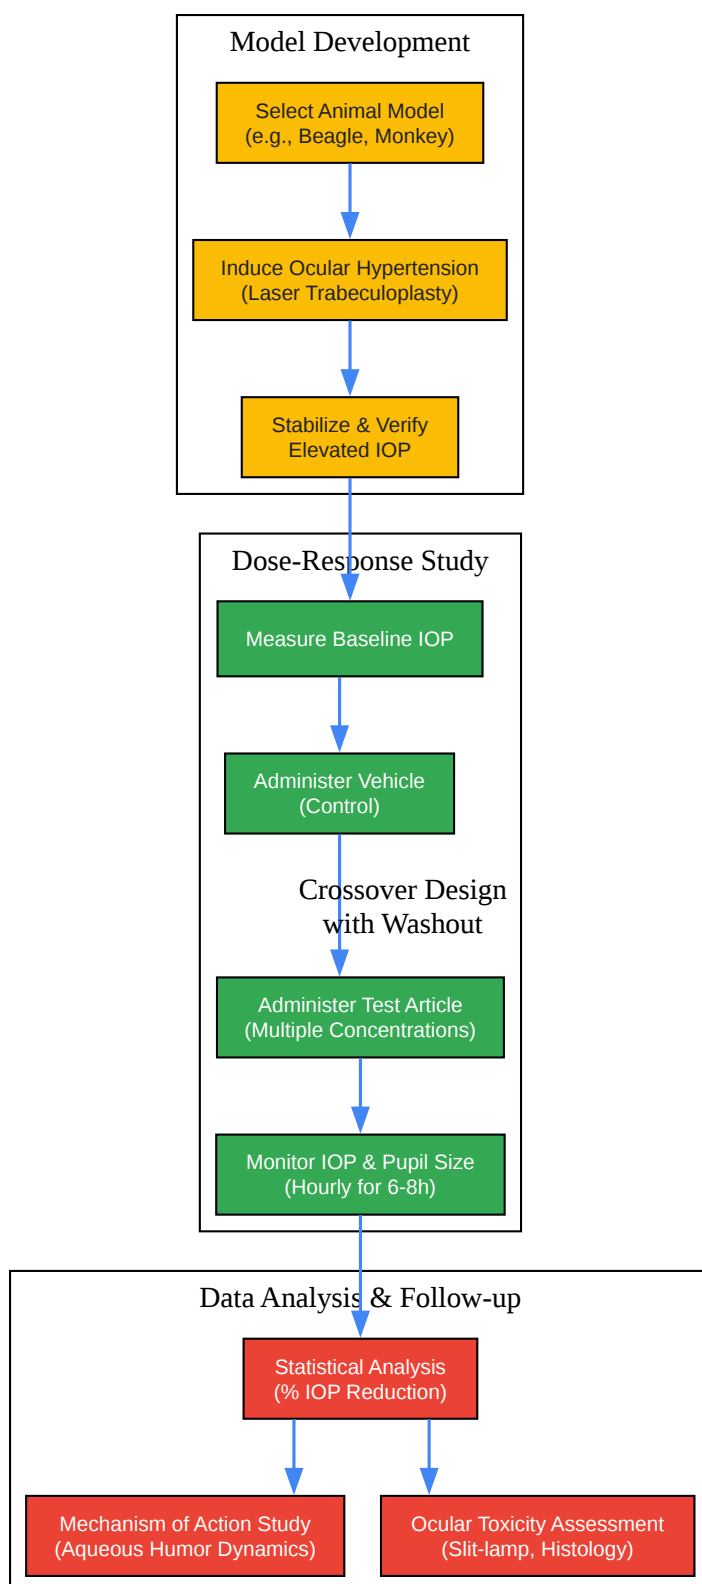 Model Development
Select Animal Model
(e.g., Beagle, Monkey)
Induce Ocular Hypertension
(Laser Trabeculoplasty)
Stabilize & Verify
Elevated IOP
Dose-Response Study
Measure Baseline IOP
Administer Vehicle
(Control)
Crossover Design
with Washout
Administer Test Article
(Multiple Concentrations)
Monitor IOP & Pupil Size
(Hourly for 6-8h)
Data Analysis & Follow-up
Statistical Analysis
(% IOP Reduction)
Mechanism of Action Study
(Aqueous Humor Dynamics)
Ocular Toxicity Assessment
(Slit-lamp, Histology)